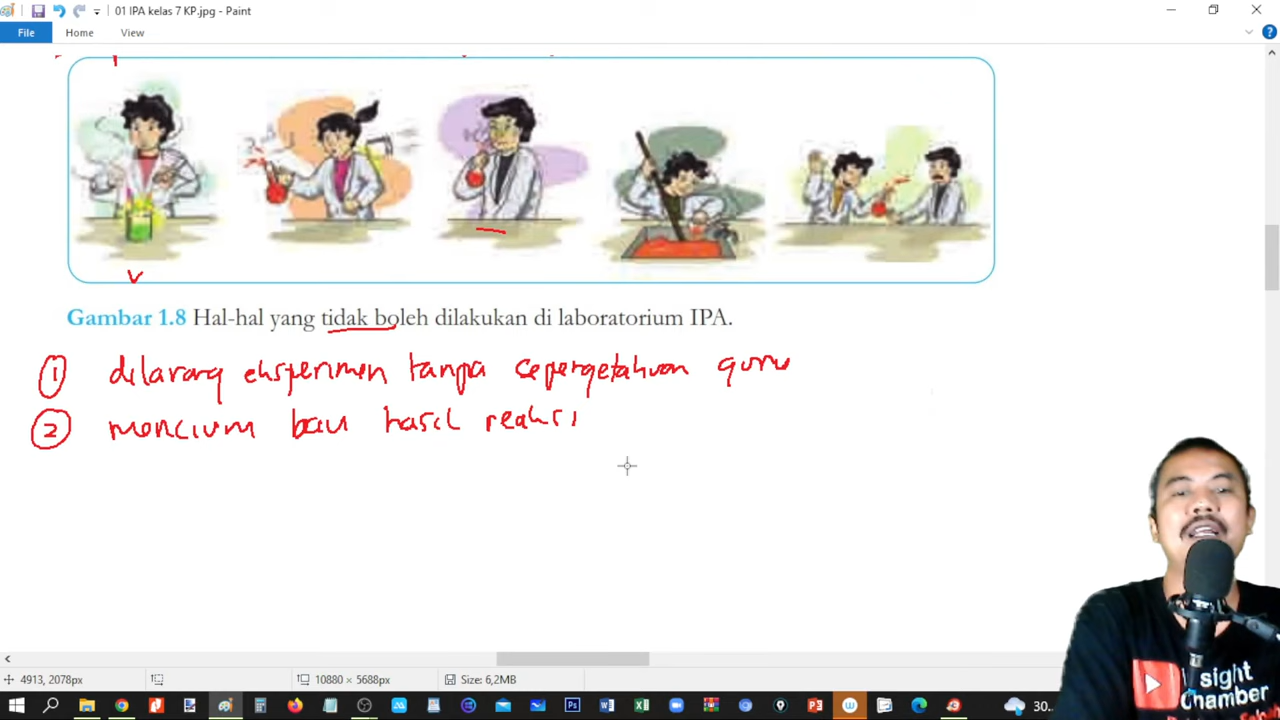 01 IPA kelas 7 KP.jpg - Paint
File Home View
Gambar 1.8 Hal-hal yang tidak boleh dilakukan di laboratorium IPA.
1 dilarang eksperimen tanpa sepengetahuan guru
2 mencium bau hasil reaksi
4913, 2078px
10880 × 5688px
Size: 6,2MB
30..
Insight
Chamber